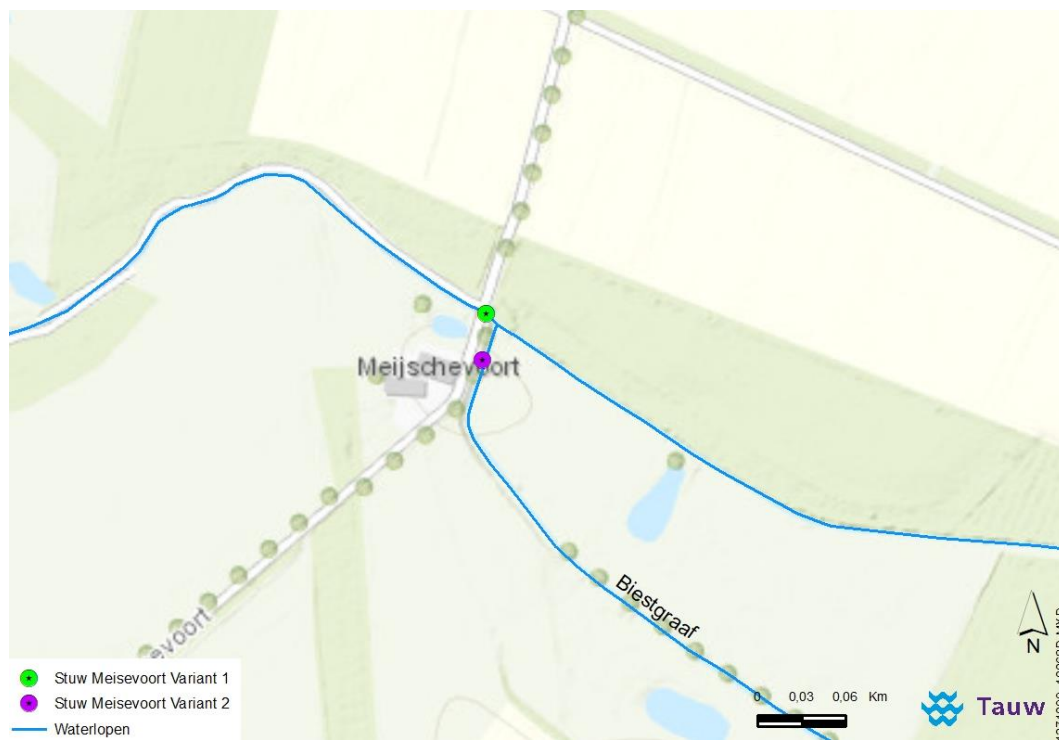 Meijschevoort
Biestgraaf
evoort
N
Stuw Meisevoort Variant 1
Stuw Meisevoort Variant 2
Waterlopen
0 0,03 0,06 Km
Tauw